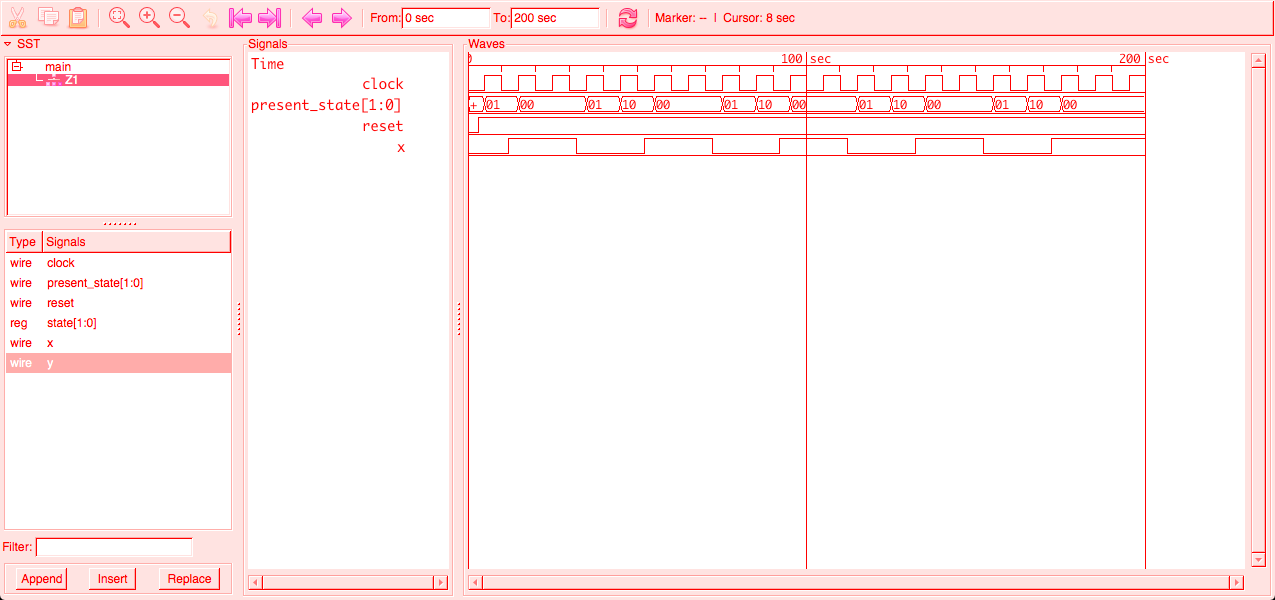 From: 0 sec To: 200 sec Marker: -- | Cursor: 8 sec
SST
main
Z1
Type Signals
wire clock
wire present_state[1:0]
wire reset
reg state[1:0]
wire x
wire y
Filter:
Append Insert Replace
Signals
Time
clock
present_state[1:0]
reset
x
Waves
0 100 sec 200 sec
+ 01 00 01 10 00 01 10 00 01 10 00 01 10 00